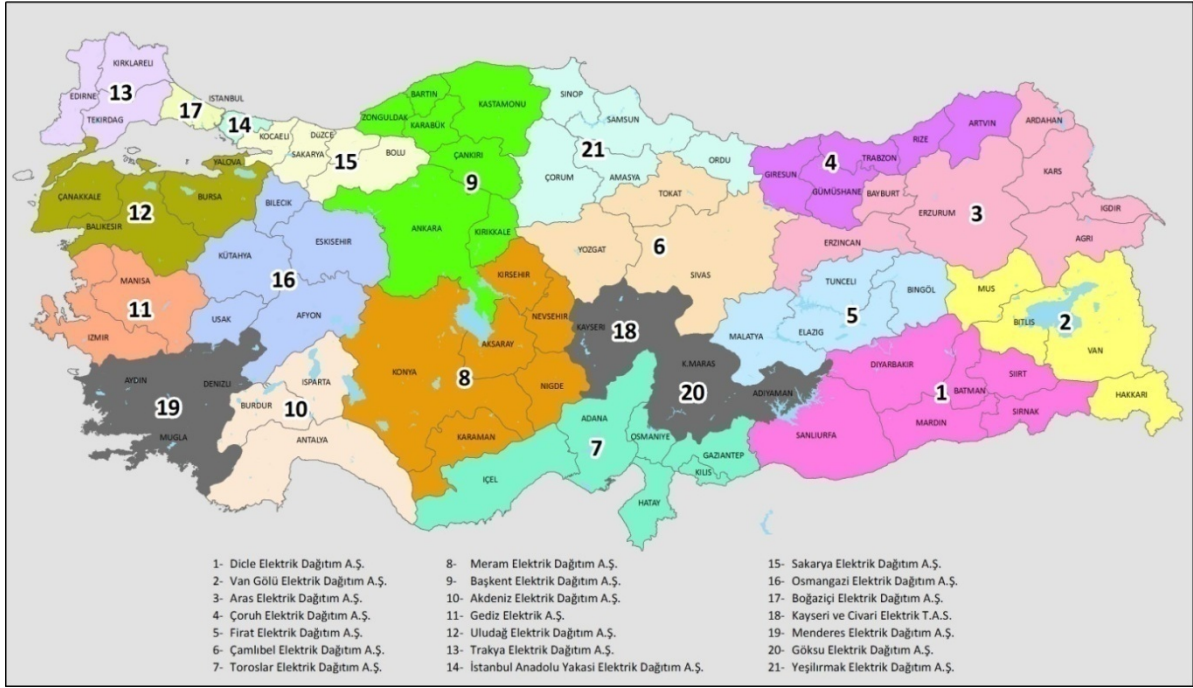 KIRKLARELI
EDIRNE
13
TEKIRDAG
17
ISTANBUL
14
KOCAELI
DÜZCE
SAKARYA
15
BOLU
ZONGULDAK
BARTIN
KARABÜK
KASTAMONU
ÇANKIRI
9
ANKARA
KIRIKKALE
SINOP
SAMSUN
21
ÇORUM
AMASYA
ORDU
TOKAT
YOZGAT
6
SIVAS
GIRESUN
4
TRABZON
RIZE
ARTVIN
GÜMÜSHANE
BAYBURT
ARDAHAN
KARS
ERZURUM
3
IGDIR
AGRI
ERZINCAN
YALOVA
ÇANAKKALE
12
BURSA
BALIKESIR
BILECIK
ESKISEHIR
KÜTAHYA
16
USAK
AFYON
MANISA
11
IZMIR
AYDIN
DENIZLI
19
MUGLA
ISPARTA
BURDUR
10
ANTALYA
KIRSEHIR
NEVSEHIR
AKSARAY
KONYA
8
NIGDE
KARAMAN
KAYSERI
18
K.MARAS
20
ADIYAMAN
ADANA
7
OSMANIYE
GAZIANTEP
KILIS
IÇEL
HATAY
TUNCELI
BINGÖL
MALATYA
ELAZIG
5
MUS
BITLIS
2
VAN
HAKKARI
DIYARBAKIR
1
BATMAN
SIIRT
SIRNAK
MARDIN
SANLIURFA
1- Dicle Elektrik Dağıtım A.Ş.
2- Van Gölü Elektrik Dağıtım A.Ş.
3- Aras Elektrik Dağıtım A.Ş.
4- Çoruh Elektrik Dağıtım A.Ş.
5- Firat Elektrik Dağıtım A.Ş.
6- Çamlıbel Elektrik Dağıtım A.Ş.
7- Toroslar Elektrik Dağıtım A.Ş.
8- Meram Elektrik Dağıtım A.Ş.
9- Başkent Elektrik Dağıtım A.Ş.
10- Akdeniz Elektrik Dağıtım A.Ş.
11- Gediz Elektrik A.Ş.
12- Uludağ Elektrik Dağıtım A.Ş.
13- Trakya Elektrik Dağıtım A.Ş.
14- İstanbul Anadolu Yakasi Elektrik Dağıtım A.Ş.
15- Sakarya Elektrik Dağıtım A.Ş.
16- Osmangazi Elektrik Dağıtım A.Ş.
17- Boğaziçi Elektrik Dağıtım A.Ş.
18- Kayseri ve Civari Elektrik T.A.S.
19- Menderes Elektrik Dağıtım A.Ş.
20- Göksu Elektrik Dağıtım A.Ş.
21- Yeşilırmak Elektrik Dağıtım A.Ş.